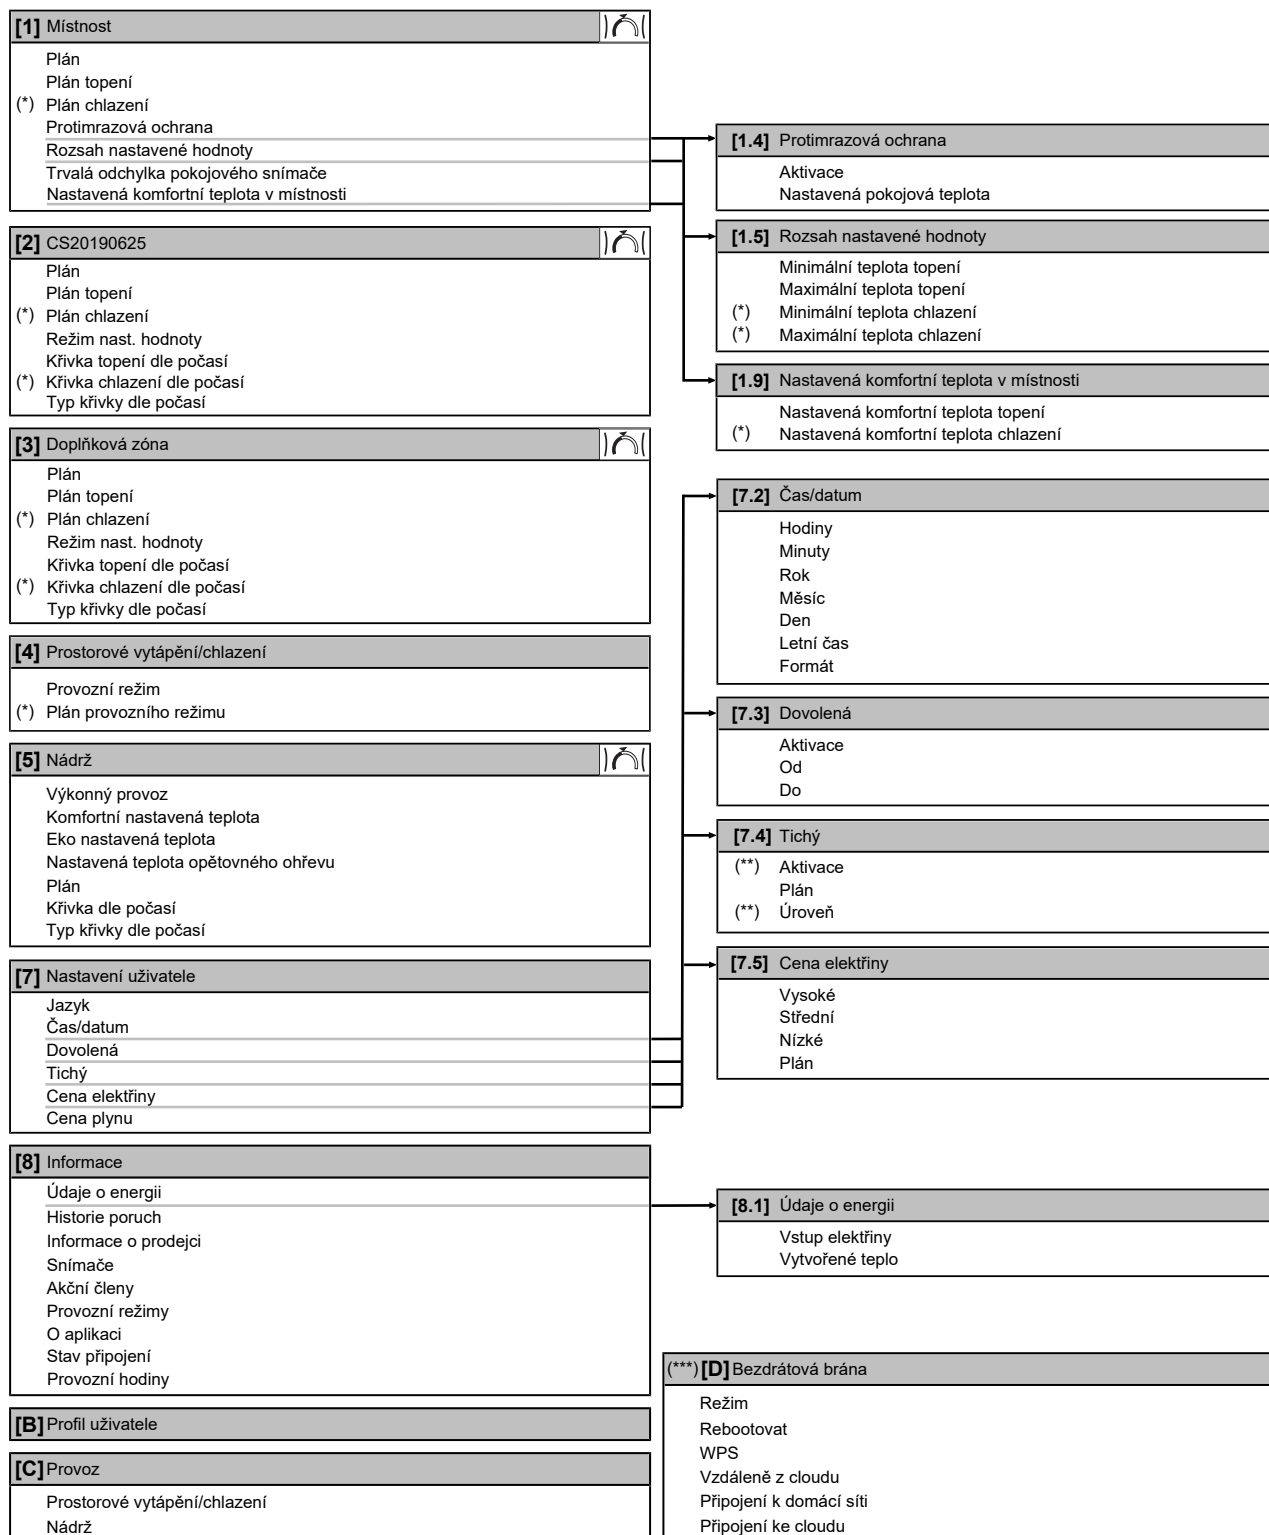 [1] Místnost
Plán
Plán topení
(*) Plán chlazení
Protimrazová ochrana
Rozsah nastavené hodnoty
Trvalá odchylka pokojového snímače
Nastavená komfortní teplota v místnosti
[2] CS20190625
Plán
Plán topení
(*) Plán chlazení
Režim nast. hodnoty
Křivka topení dle počasí
(*) Křivka chlazení dle počasí
Typ křivky dle počasí
[3] Doplňková zóna
Plán
Plán topení
(*) Plán chlazení
Režim nast. hodnoty
Křivka topení dle počasí
(*) Křivka chlazení dle počasí
Typ křivky dle počasí
[4] Prostorové vytápění/chlazení
Provozní režim
(*) Plán provozního režimu
[5] Nádrž
Výkonný provoz
Komfortní nastavená teplota
Eko nastavená teplota
Nastavená teplota opětovného ohřevu
Plán
Křivka dle počasí
Typ křivky dle počasí
[7] Nastavení uživatele
Jazyk
Čas/datum
Dovolená
Tichý
Cena elektřiny
Cena plynu
[8] Informace
Údaje o energii
Historie poruch
Informace o prodejci
Snímače
Akční členy
Provozní režimy
O aplikaci
Stav připojení
Provozní hodiny
[B] Profil uživatele
[C] Provoz
Prostorové vytápění/chlazení
Nádrž
[1.4] Protimrazová ochrana
Aktivace
Nastavená pokojová teplota
[1.5] Rozsah nastavené hodnoty
Minimální teplota topení
Maximální teplota topení
(*) Minimální teplota chlazení
(*) Maximální teplota chlazení
[1.9] Nastavená komfortní teplota v místnosti
Nastavená komfortní teplota topení
(*) Nastavená komfortní teplota chlazení
[7.2] Čas/datum
Hodiny
Minuty
Rok
Měsíc
Den
Letní čas
Formát
[7.3] Dovolená
Aktivace
Od
Do
[7.4] Tichý
(**) Aktivace
Plán
(**) Úroveň
[7.5] Cena elektřiny
Vysoké
Střední
Nízké
Plán
[8.1] Údaje o energii
Vstup elektřiny
Vytvořené teplo
(***) [D] Bezdrátová brána
Režim
Rebootovat
WPS
Vzdáleně z cloudu
Připojení k domácí síti
Připojení ke cloudu